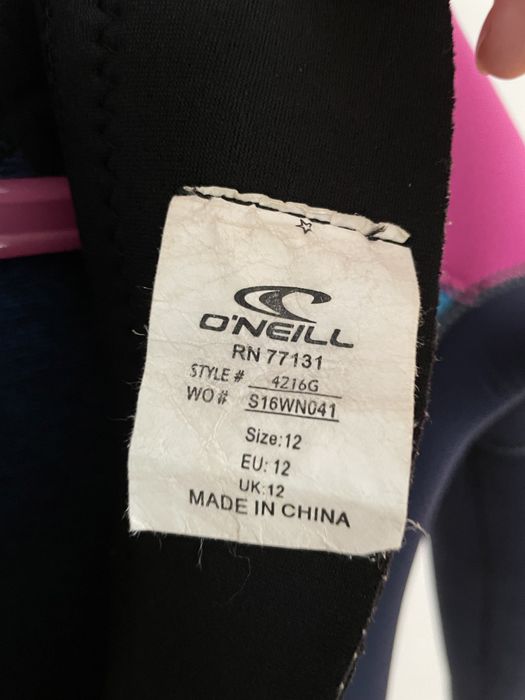 O'NEILL
RN 77131
STYLE # 4216G
WO# S16WN041
Size:12
EU: 12
UK:12
MADE IN CHINA